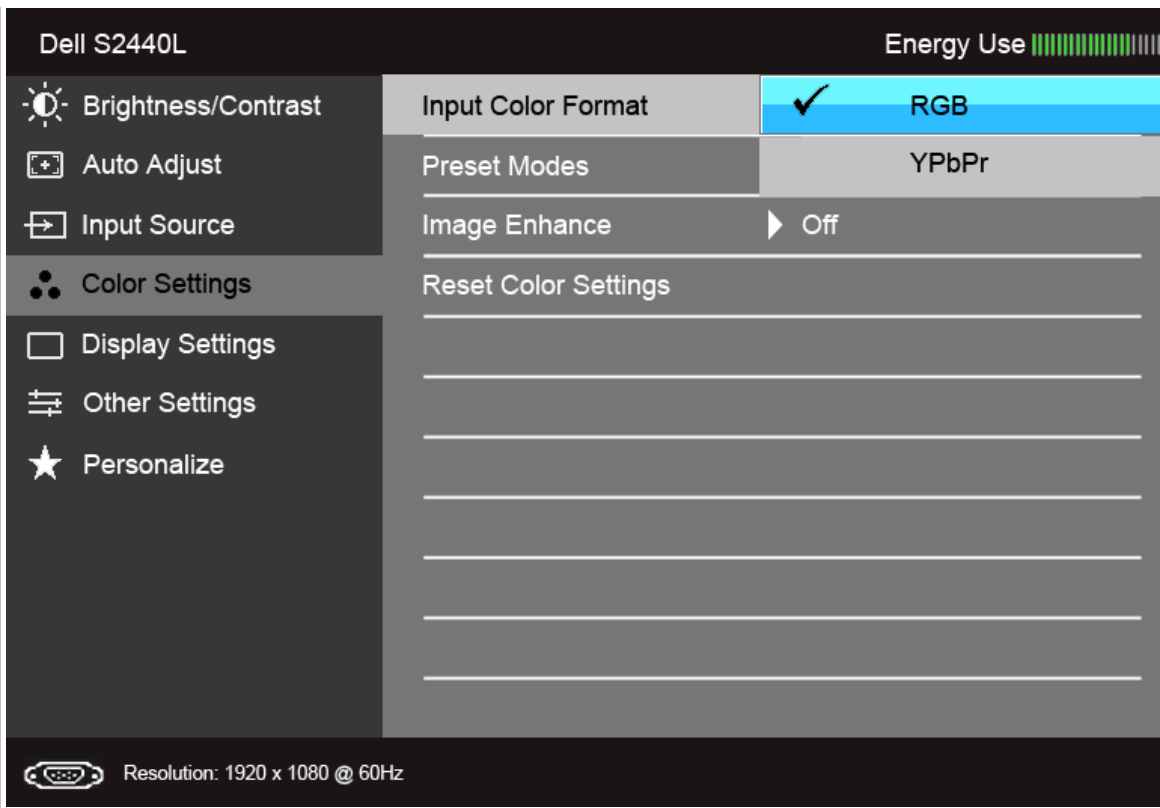 Dell S2440L Energy Use
Brightness/Contrast Input Color Format RGB
Auto Adjust Preset Modes YPbPr
Input Source Image Enhance Off
Color Settings Reset Color Settings
Display Settings
Other Settings
Personalize
Resolution: 1920 x 1080 @ 60Hz